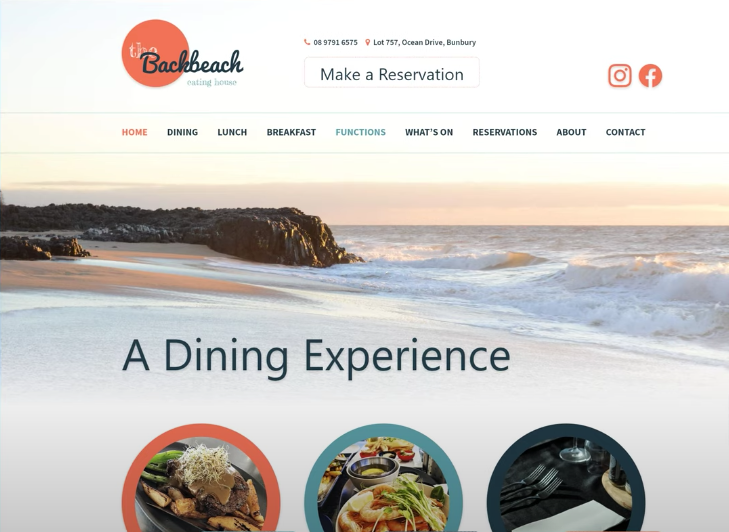 the
Backbeach
eating house
08 9791 6575 Lot 757, Ocean Drive, Bunbury
Make a Reservation
HOME DINING LUNCH BREAKFAST FUNCTIONS WHAT'S ON RESERVATIONS ABOUT CONTACT
A Dining Experience